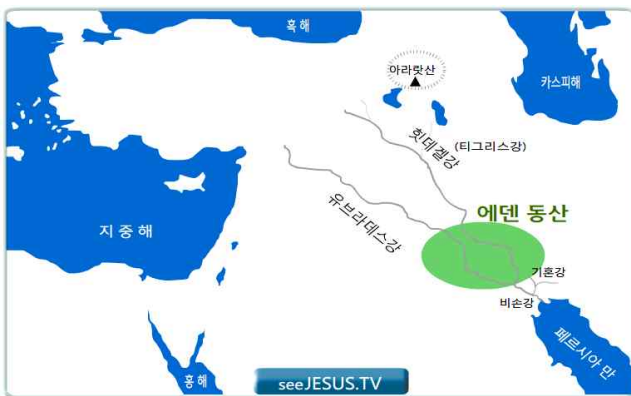 흑해
아라랏산
카스피해
힛데겔강
(티그리스강)
에덴 동산
유브라데스강
지중해
기혼강
비손강
페르시아 만
홍해
seeJESUS.TV